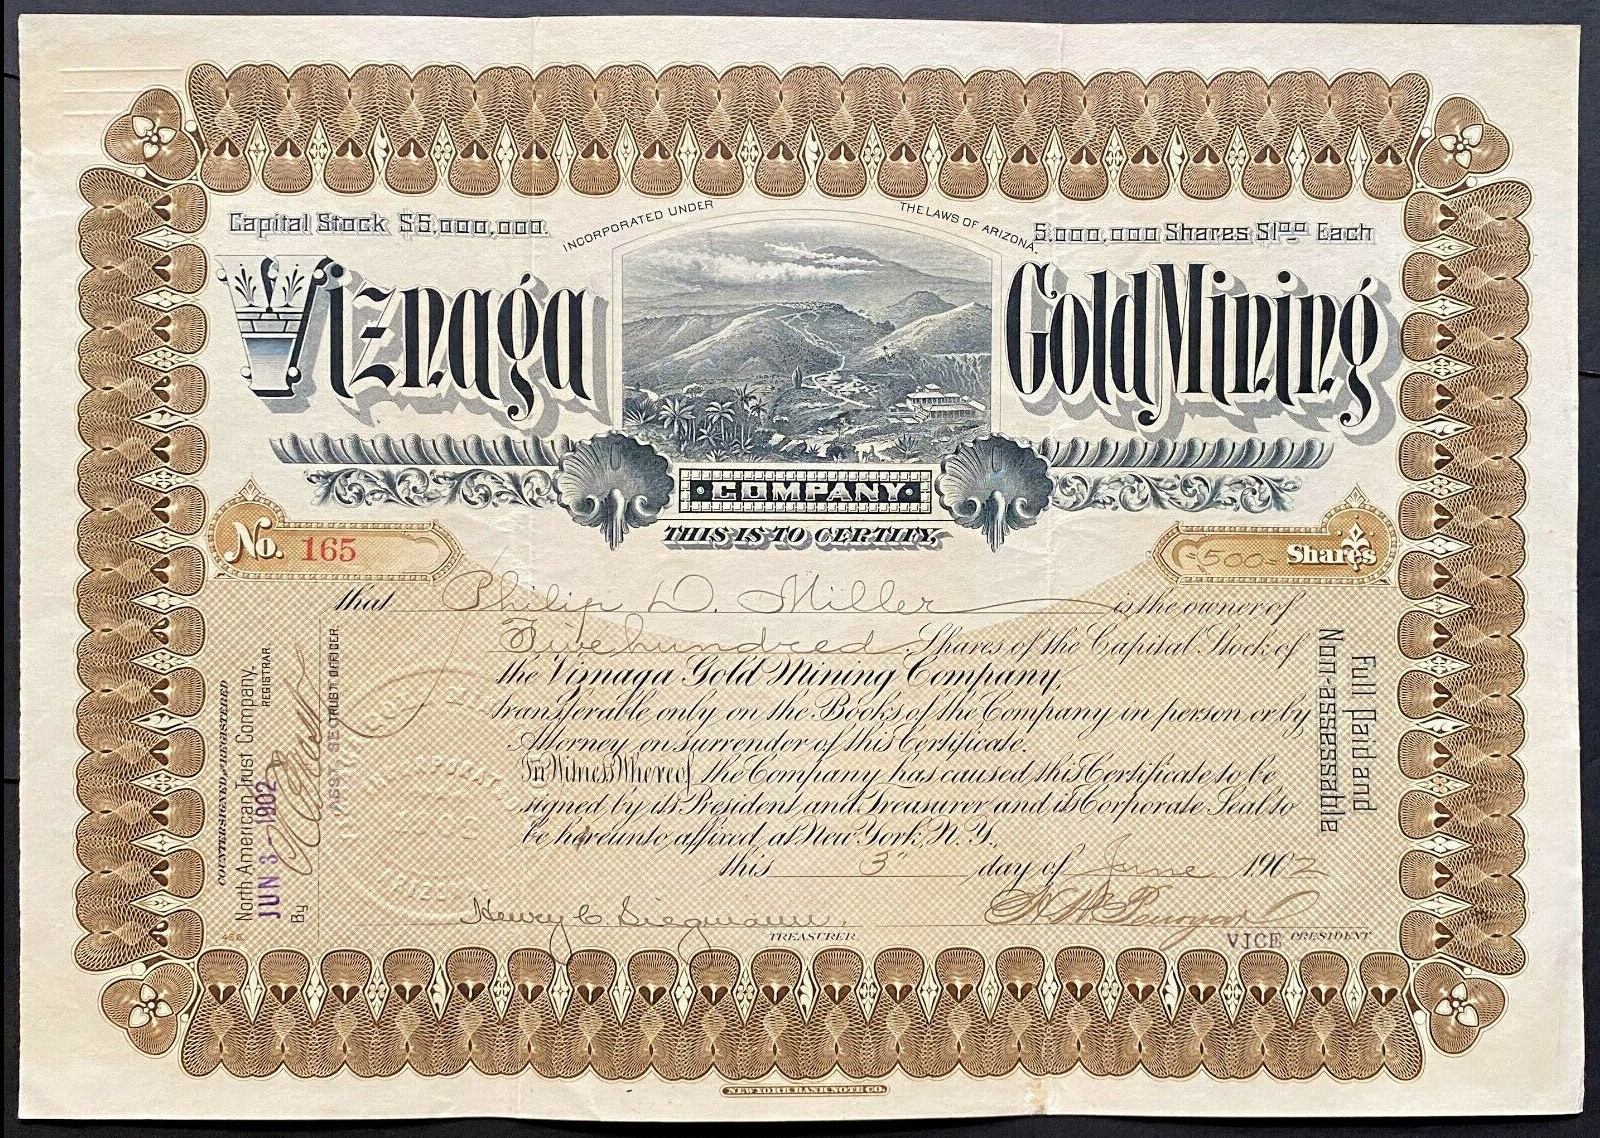 Capital Stock $5,000,000.
INCORPORATED UNDER THE LAWS OF ARIZONA
5,000,000 Shares $1.00 Each
Viznaga Gold Mining
COMPANY
THIS IS TO CERTIFY
No. 165
500 Shares
that Philip D. Miller is the owner of
Five hundred Shares of the Capital Stock of
the Viznaga Gold Mining Company,
transferable only on the Books of the Company in person or by
Attorney on surrender of this Certificate.
In Witness Whereof, the Company has caused this Certificate to be
signed by its President and Treasurer and its Corporate Seal to
be hereunto affixed, at New York, N.Y.,
this 3" day of June 1902
Henry C. Siegmann.
TREASURER
VICE PRESIDENT
COUNTERSIGNED & REGISTERED
North American Trust Company,
REGISTRAR.
JUN 3-1902
By
ASST. SEC TRUST OFFICER.
Full Paid and
Non-assessable
NEW YORK BANK NOTE CO.